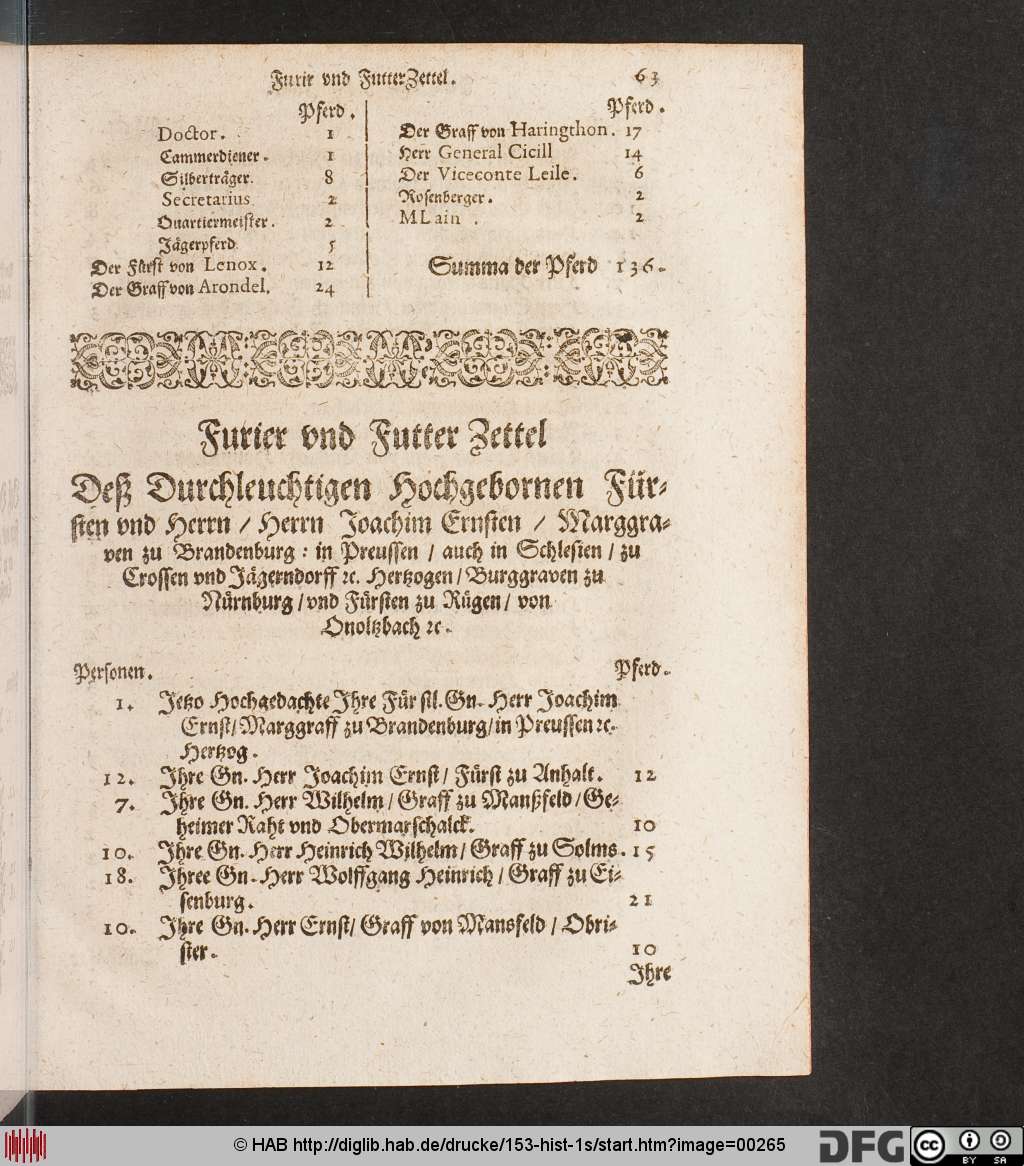 Furir vnd FutterZettel. 63
Pferd.
Doctor. 1
Cammerdiener. 1
Silberträger. 8
Secretarius. 2
Quartiermeister. 2
Jägerpferd. 5
Der Fürst von Lenox. 12
Der Graff von Arondel. 24
Pferd.
Der Graff von Haringthon. 17
Herr General Cicill 14
Der Viceconte Leile. 6
Rosenberger. 2
MLain . 2
Summa der Pferd 136.
Furier vnd Futter Zettel
Deß Durchleuchtigen Hochgebornen Für-
sten vnd Herrn / Herrn Joachim Ernsten / Marggra-
ven zu Brandenburg: in Preussen / auch in Schlesien / zu
Crossen vnd Jägerndorff ꝛc. Hertzogen / Burggraven zu
Nürnburg / vnd Fürsten zu Rügen / von
Onoltzbach ꝛc.
Personen. Pferd.
1. Jetzo Hochgedachte Ihre Fürstl. Gn. Herr Joachim
Ernst / Marggraff zu Brandenburg / in Preussen ꝛc.
Hertzog.
12. Ihre Gn. Herr Joachim Ernst / Fürst zu Anhalt. 12
7. Ihre Gn. Herr Wilhelm / Graff zu Manßfeld / Ge-
heimer Raht vnd Obermarschalck. 10
10. Ihre Gn. Herr Heinrich Wilhelm / Graff zu Solms. 15
18. Ihree Gn. Herr Wolffgang Heinrich / Graff zu Ei-
senburg. 21
10. Ihre Gn. Herr Ernst / Graff von Mansfeld / Obri-
ster. 10
Ihre
© HAB http://diglib.hab.de/drucke/153-hist-1s/start.htm?image=00265
DFG
cc
BY SA